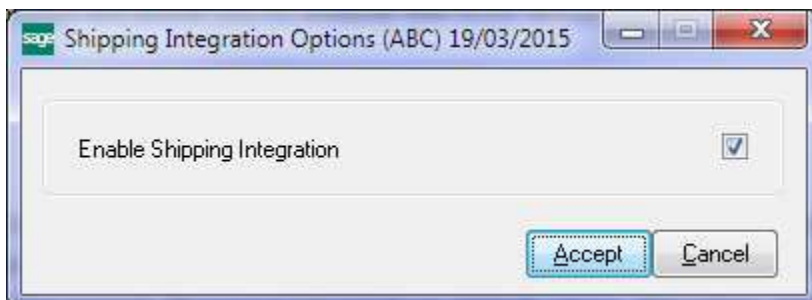 sage Shipping Integration Options (ABC) 19/03/2015
Enable Shipping Integration
Accept Cancel